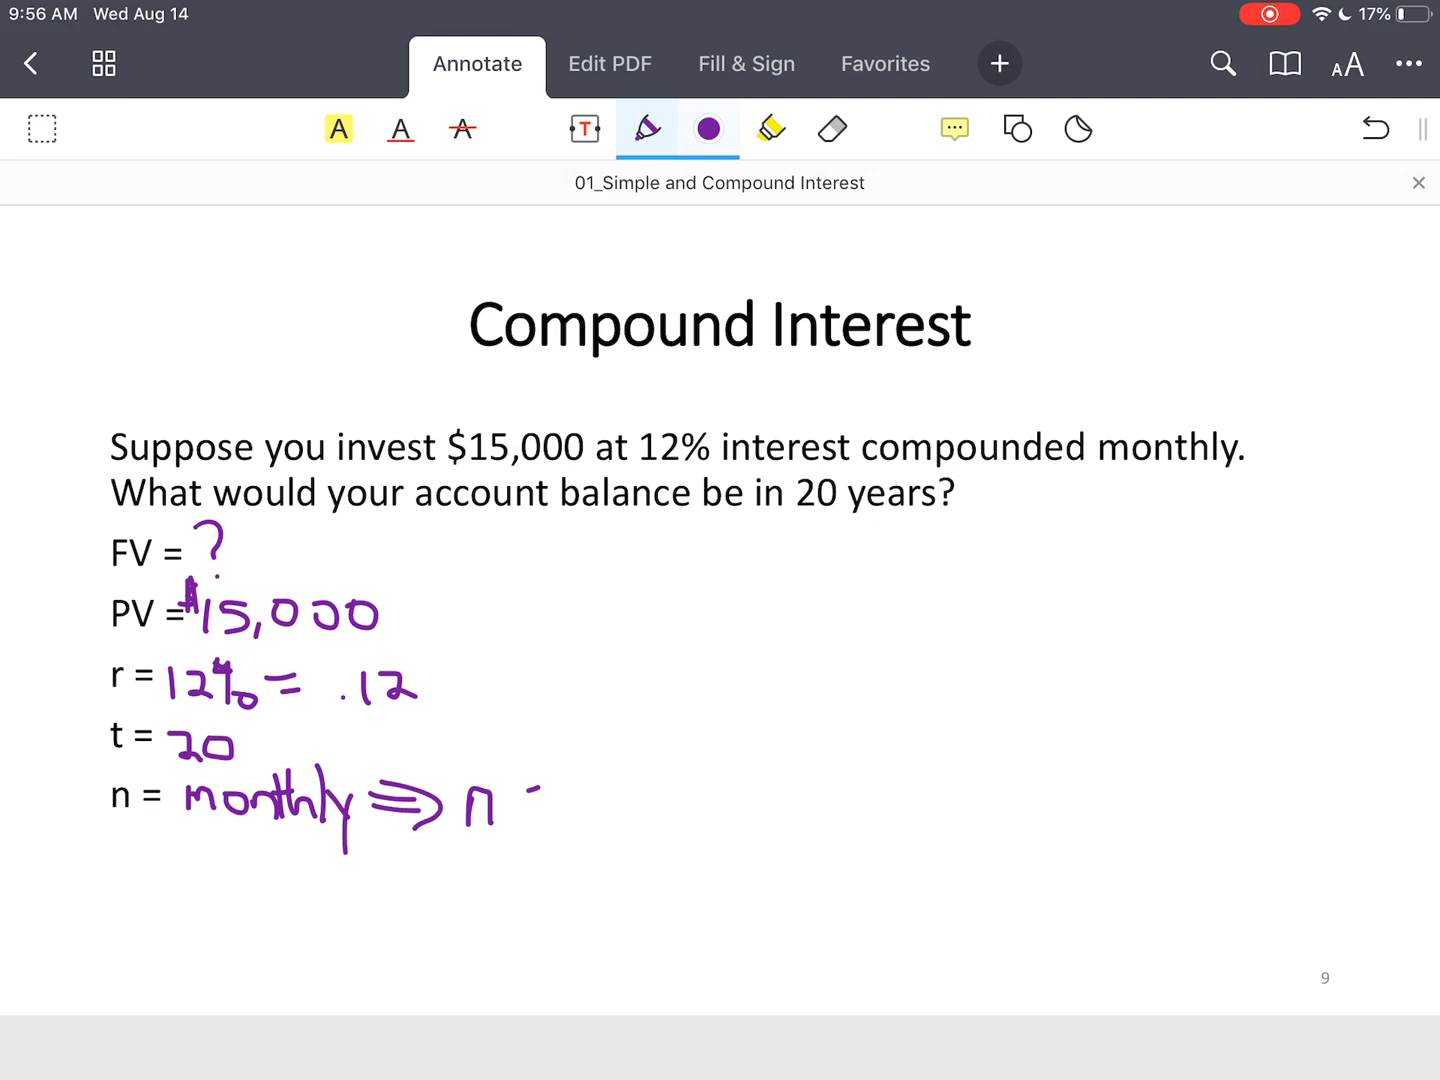 9:56 AM Wed Aug 14 17%
Annotate Edit PDF Fill & Sign Favorites
A A A T AA
01_Simple and Compound Interest
Compound Interest
Suppose you invest $15,000 at 12% interest compounded monthly.
What would your account balance be in 20 years?
FV = ?
PV = $15,000
r = 12% = .12
t = 20
n = monthly ⇒ n -
9